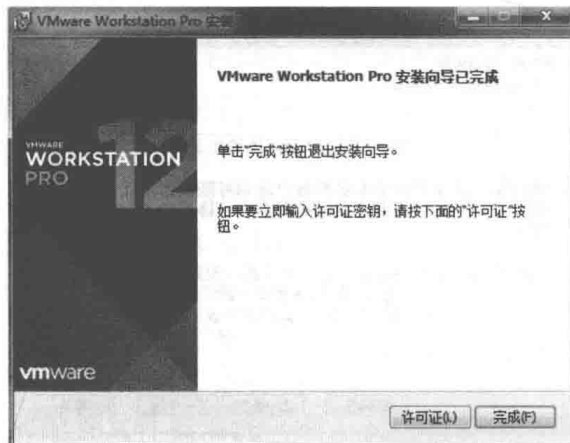 VMware Workstation Pro 安装
VMware Workstation Pro 安装向导已完成
VMWARE
WORKSTATION
PRO
12
单击“完成”按钮退出安装向导。
如果要立即输入许可证密钥，请按下面的“许可证”按
钮。
vmware
许可证(L)
完成(F)